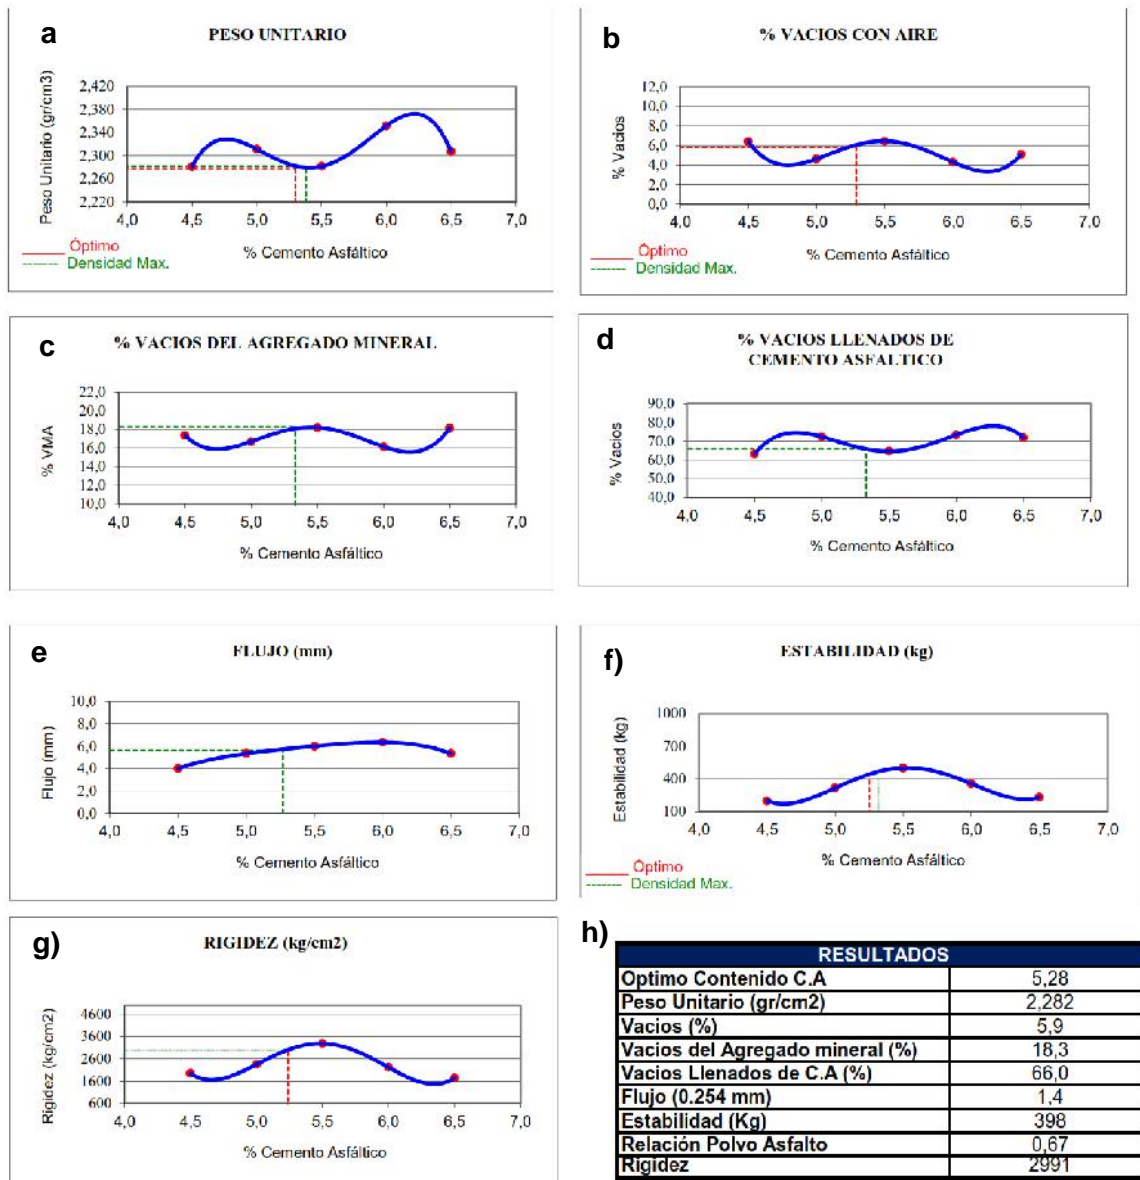 a
PESO UNITARIO
Peso Unitario (gr/cm3)
2,420
2,380
2,340
2,300
2,260
2,220
4,0 4,5 5,0 5,5 6,0 6,5 7,0
% Cemento Asfáltico
Óptimo
Densidad Max.
b
% VACIOS CON AIRE
% Vacios
12,0
10,0
8,0
6,0
4,0
2,0
0,0
4,0 4,5 5,0 5,5 6,0 6,5 7,0
% Cemento Asfáltico
Óptimo
Densidad Max.
c
% VACIOS DEL AGREGADO MINERAL
% VMA
22,0
20,0
18,0
16,0
14,0
12,0
10,0
4,0 4,5 5,0 5,5 6,0 6,5 7,0
% Cemento Asfáltico
d
% VACIOS LLENADOS DE
CEMENTO ASFALTICO
% Vacios
90,0
80,0
70,0
60,0
50,0
40,0
4,0 4,5 5,0 5,5 6,0 6,5 7,0
% Cemento Asfáltico
e
FLUJO (mm)
Flujo (mm)
10,0
8,0
6,0
4,0
2,0
0,0
4,0 4,5 5,0 5,5 6,0 6,5 7,0
% Cemento Asfáltico
f)
ESTABILIDAD (kg)
Estabilidad (kg)
1000
700
400
100
4,0 4,5 5,0 5,5 6,0 6,5 7,0
% Cemento Asfáltico
Óptimo
Densidad Max.
g)
RIGIDEZ (kg/cm2)
Rigidez (kg/cm2)
4600
3600
2600
1600
600
4,0 4,5 5,0 5,5 6,0 6,5 7,0
% Cemento Asfáltico
h)
RESULTADOS
Optimo Contenido C.A 5,28
Peso Unitario (gr/cm2) 2,282
Vacios (%) 5,9
Vacios del Agregado mineral (%) 18,3
Vacios Llenados de C.A (%) 66,0
Flujo (0.254 mm) 1,4
Estabilidad (Kg) 398
Relación Polvo Asfalto 0,67
Rigidez 2991